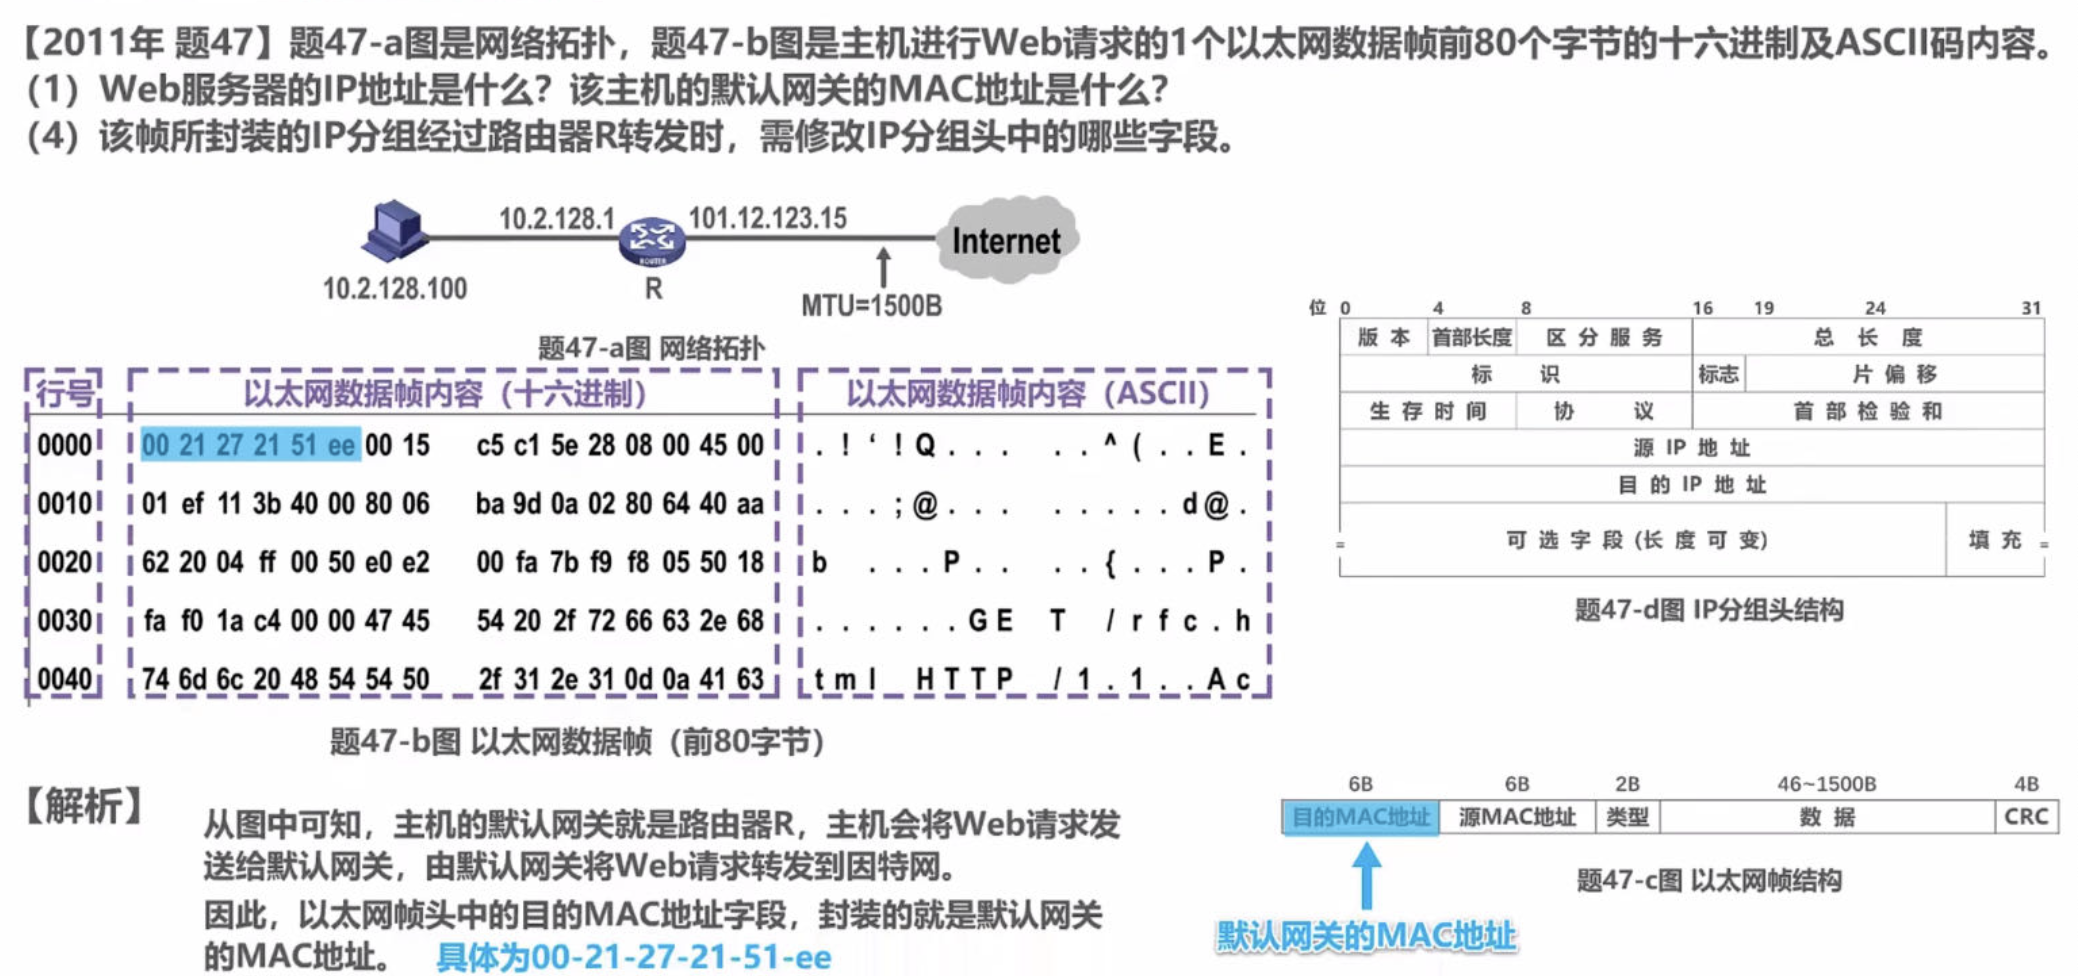 【2011年 题47】题47-a图是网络拓扑，题47-b图是主机进行Web请求的1个以太网数据帧前80个字节的十六进制及ASCII码内容。
（1）Web服务器的IP地址是什么？该主机的默认网关的MAC地址是什么？
（4）该帧所封装的IP分组经过路由器R转发时，需修改IP分组头中的哪些字段。
10.2.128.1 101.12.123.15
Internet
ROUTER
10.2.128.100 R MTU=1500B
题47-a图 网络拓扑
行号 以太网数据帧内容（十六进制） 以太网数据帧内容（ASCII）
0000 00 21 27 21 51 ee 00 15 c5 c1 5e 28 08 00 45 00 . ! ‘ ! Q . . . . . ^ ( . . E .
0010 01 ef 11 3b 40 00 80 06 ba 9d 0a 02 80 64 40 aa . . . ; @ . . . . . . . . d @ .
0020 62 20 04 ff 00 50 e0 e2 00 fa 7b f9 f8 05 50 18 b . . . P . . . . { . . . P .
0030 fa f0 1a c4 00 00 47 45 54 20 2f 72 66 63 2e 68 . . . . . . G E T / r f c . h
0040 74 6d 6c 20 48 54 54 50 2f 31 2e 31 0d 0a 41 63 t m l H T T P / 1 . 1 . . A c
题47-b图 以太网数据帧（前80字节）
位 0 4 8 16 19 24 31
版本 首部长度 区分服务 总长度
标识 标志 片偏移
生存时间 协议 首部检验和
源 IP 地址
目的 IP 地址
可选字段（长度可变） 填充
题47-d图 IP分组头结构
【解析】
从图中可知，主机的默认网关就是路由器R，主机会将Web请求发
送给默认网关，由默认网关将Web请求转发到因特网。
因此，以太网帧头中的目的MAC地址字段，封装的就是默认网关
的MAC地址。 具体为00-21-27-21-51-ee
6B 6B 2B 46~1500B 4B
目的MAC地址 源MAC地址 类型 数据 CRC
题47-c图 以太网帧结构
默认网关的MAC地址